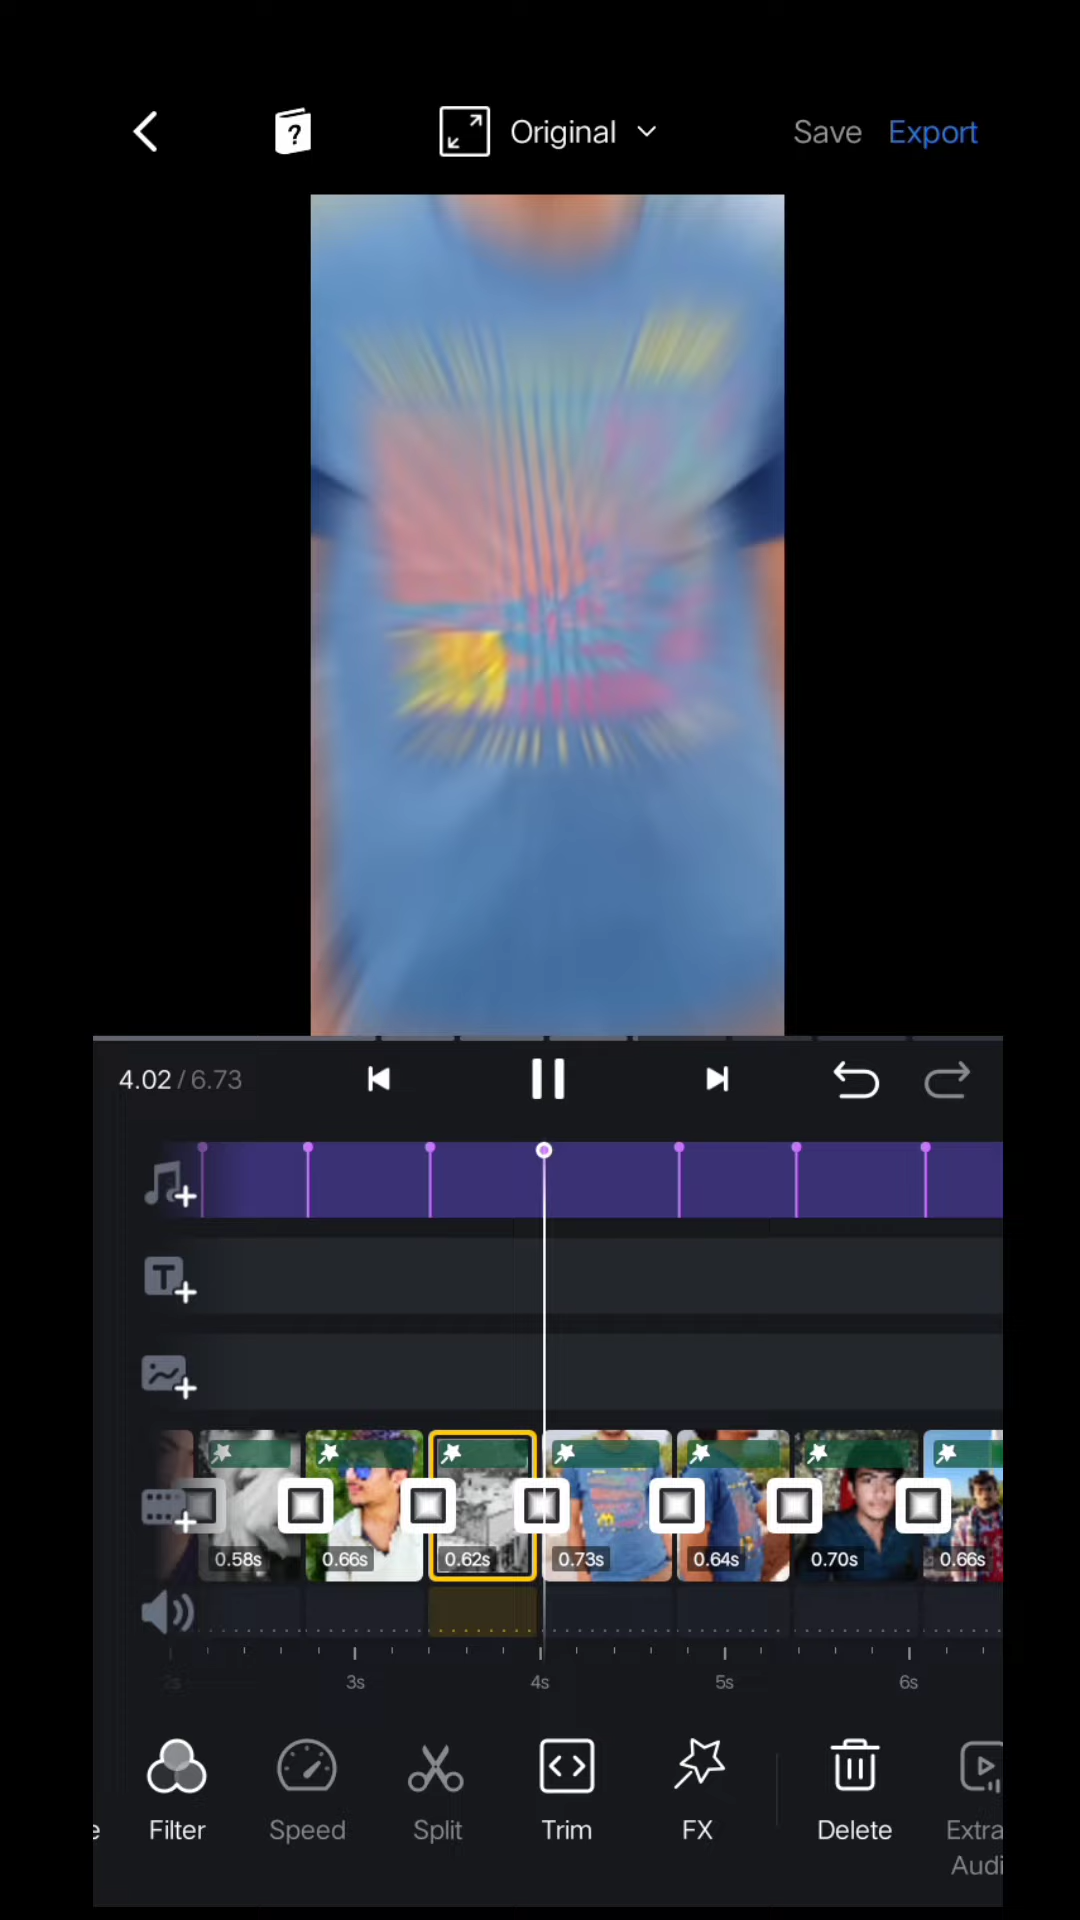 Original
Save
Export
4.02 / 6.73
0.58s
0.66s
0.62s
0.73s
0.64s
0.70s
0.66s
2s
3s
4s
5s
6s
e
Filter
Speed
Split
Trim
FX
Delete
Extra
Audi